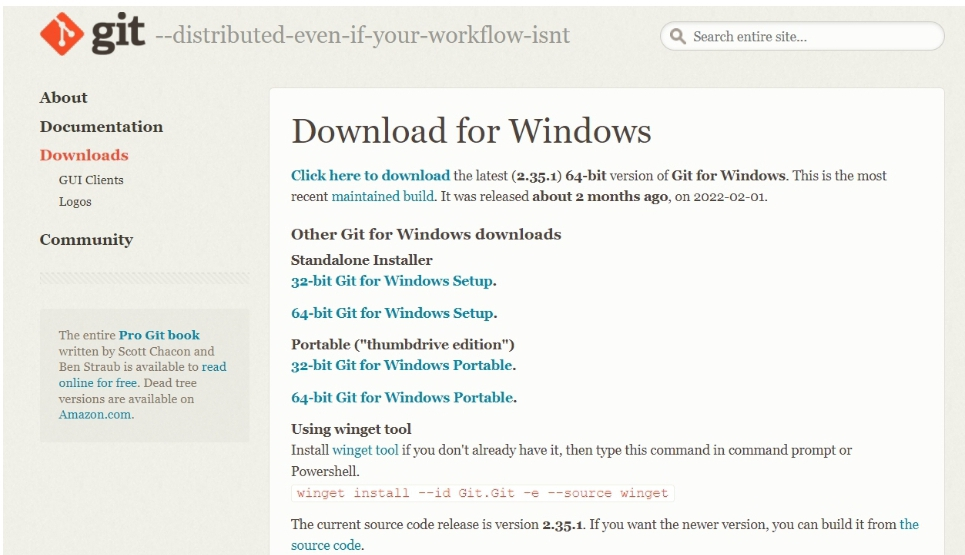 git --distributed-even-if-your-workflow-isnt
Search entire site...
About
Documentation
Downloads
GUI Clients
Logos
Community
The entire Pro Git book
written by Scott Chacon and
Ben Straub is available to read
online for free. Dead tree
versions are available on
Amazon.com.
Download for Windows
Click here to download the latest (2.35.1) 64-bit version of Git for Windows. This is the most
recent maintained build. It was released about 2 months ago, on 2022-02-01.
Other Git for Windows downloads
Standalone Installer
32-bit Git for Windows Setup.
64-bit Git for Windows Setup.
Portable ("thumbdrive edition")
32-bit Git for Windows Portable.
64-bit Git for Windows Portable.
Using winget tool
Install winget tool if you don't already have it, then type this command in command prompt or
Powershell.
winget install --id Git.Git -e --source winget
The current source code release is version 2.35.1. If you want the newer version, you can build it from the
source code.